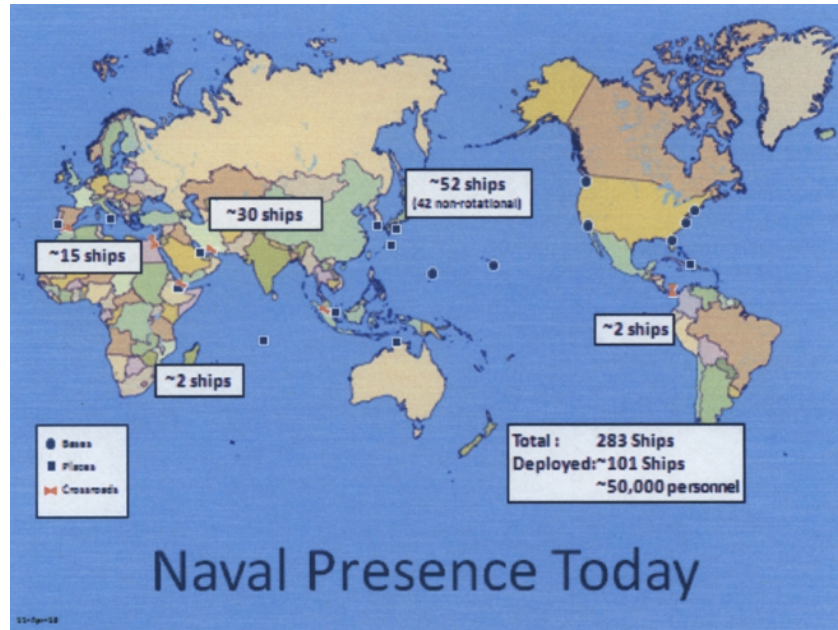 ~52 ships
(42 non-rotational)
~30 ships
~15 ships
~2 ships
~2 ships
Bases
Places
Crossroads
Total : 283 Ships
Deployed:~101 Ships
~50,000 personnel
Naval Presence Today